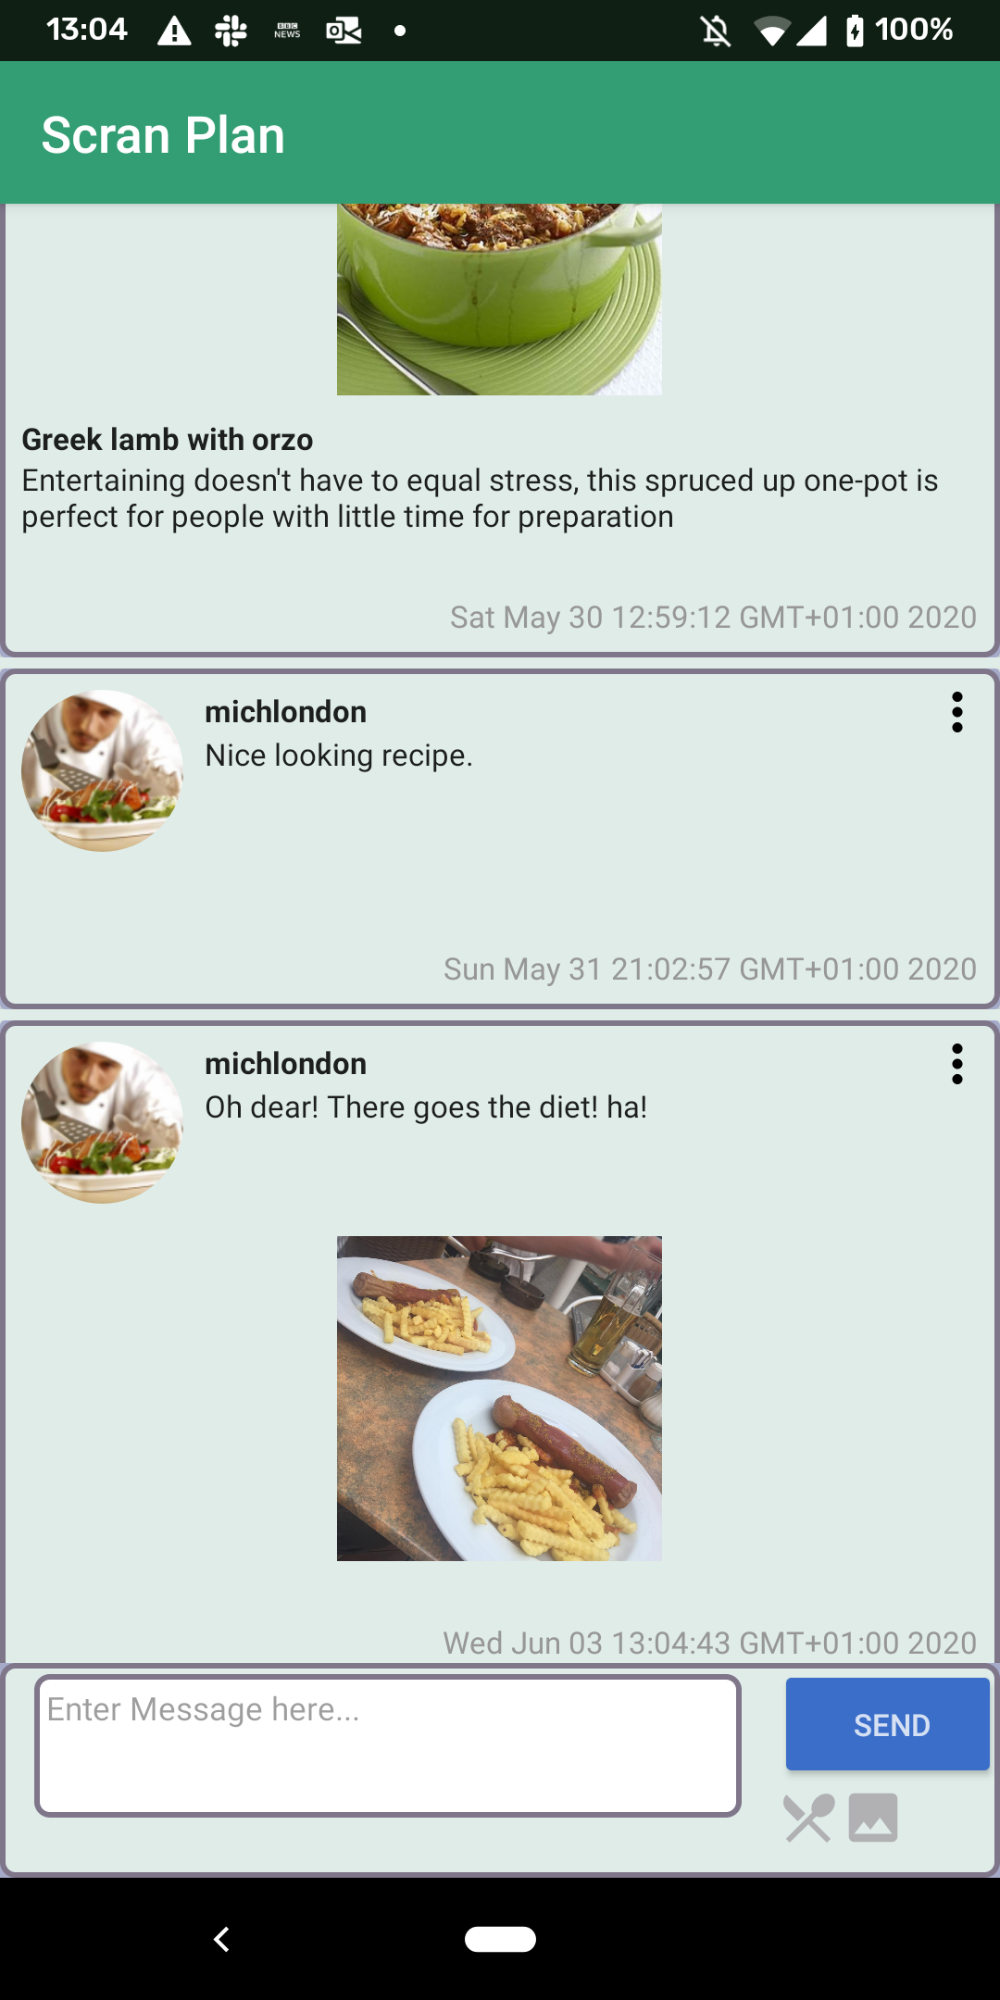 13:04 BBC NEWS 100%
Scran Plan
Greek lamb with orzo
Entertaining doesn't have to equal stress, this spruced up one-pot is
perfect for people with little time for preparation
Sat May 30 12:59:12 GMT+01:00 2020
michlondon
Nice looking recipe.
Sun May 31 21:02:57 GMT+01:00 2020
michlondon
Oh dear! There goes the diet! ha!
Wed Jun 03 13:04:43 GMT+01:00 2020
Enter Message here...
SEND